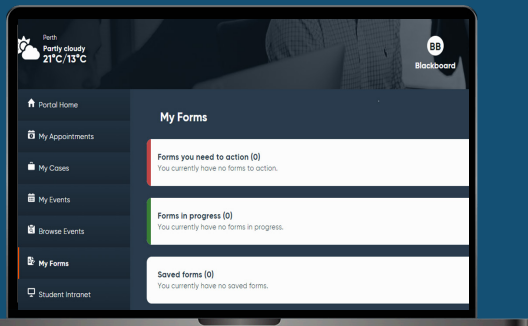 Perth
Partly cloudy
21°C/13°C
BB
Blackboard
Portal Home
My Appointments
My Cases
My Events
Browse Events
My Forms
Student Intranet
My Forms
Forms you need to action (0)
You currently have no forms to action.
Forms in progress (0)
You currently have no forms in progress.
Saved forms (0)
You currently have no saved forms.